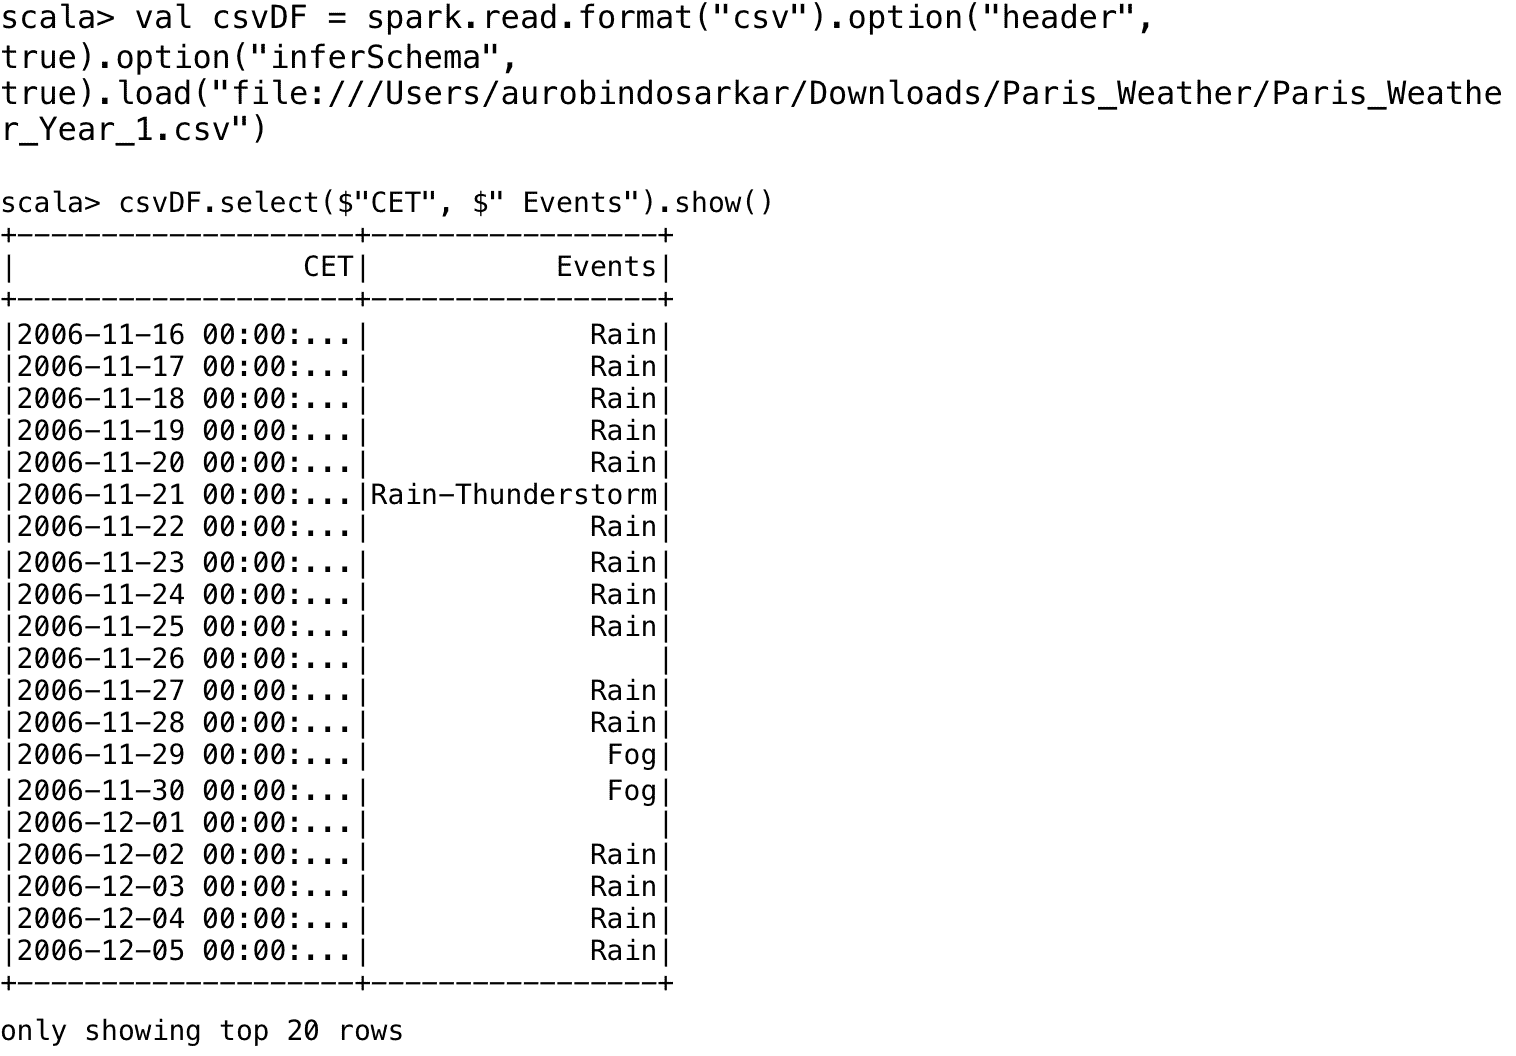 scala> val csvDF = spark.read.format("csv").option("header",
true).option("inferSchema",
true).load("file:///Users/aurobindosarkar/Downloads/Paris_Weather/Paris_Weathe
r_Year_1.csv")
scala> csvDF.select($"CET", $" Events").show()
+--------------------+-----------------+
|                 CET|           Events|
+--------------------+-----------------+
|2006-11-16 00:00:...|             Rain|
|2006-11-17 00:00:...|             Rain|
|2006-11-18 00:00:...|             Rain|
|2006-11-19 00:00:...|             Rain|
|2006-11-20 00:00:...|             Rain|
|2006-11-21 00:00:...|Rain-Thunderstorm|
|2006-11-22 00:00:...|             Rain|
|2006-11-23 00:00:...|             Rain|
|2006-11-24 00:00:...|             Rain|
|2006-11-25 00:00:...|             Rain|
|2006-11-26 00:00:...|                 |
|2006-11-27 00:00:...|             Rain|
|2006-11-28 00:00:...|             Rain|
|2006-11-29 00:00:...|              Fog|
|2006-11-30 00:00:...|              Fog|
|2006-12-01 00:00:...|                 |
|2006-12-02 00:00:...|             Rain|
|2006-12-03 00:00:...|             Rain|
|2006-12-04 00:00:...|             Rain|
|2006-12-05 00:00:...|             Rain|
+--------------------+-----------------+
only showing top 20 rows